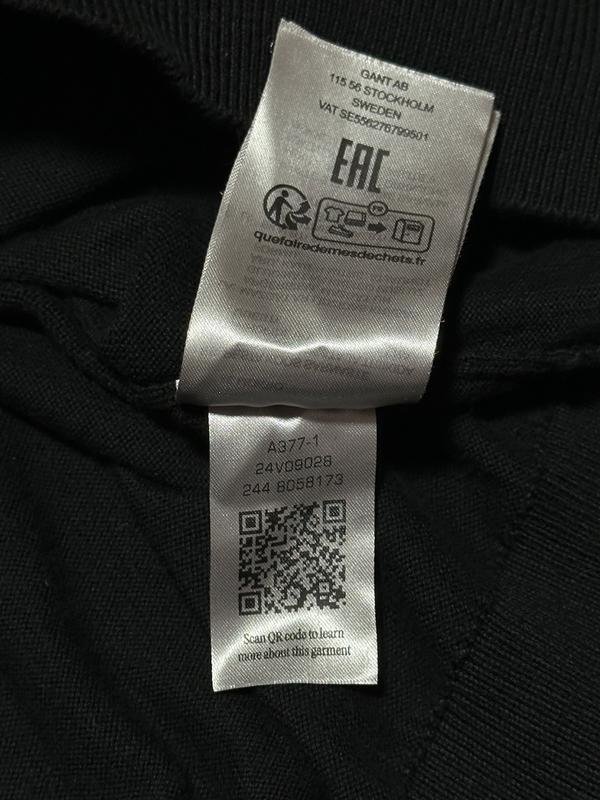 GANT AB
115 56 STOCKHOLM
SWEDEN
VAT SE556276799501
EAC
FR
quefairedemesdechets.fr
A377-1
24V09028
244 8058173
Scan QR code to learn
more about this garment